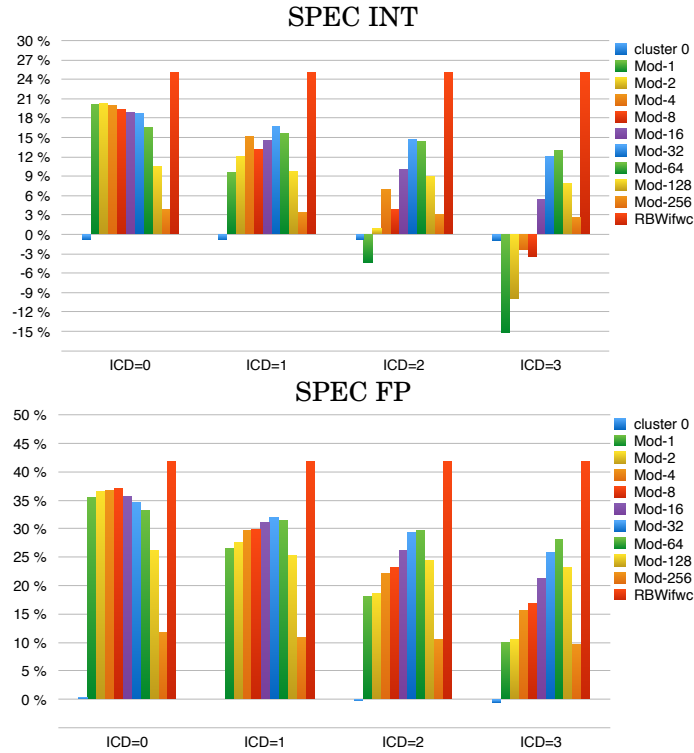 SPEC INT
30 %
27 %
24 %
21 %
18 %
15 %
12 %
9 %
6 %
3 %
0 %
-3 %
-6 %
-9 %
-12 %
-15 %
ICD=0 ICD=1 ICD=2 ICD=3
cluster 0
Mod-1
Mod-2
Mod-4
Mod-8
Mod-16
Mod-32
Mod-64
Mod-128
Mod-256
RBWifwc
SPEC FP
50 %
45 %
40 %
35 %
30 %
25 %
20 %
15 %
10 %
5 %
0 %
ICD=0 ICD=1 ICD=2 ICD=3
cluster 0
Mod-1
Mod-2
Mod-4
Mod-8
Mod-16
Mod-32
Mod-64
Mod-128
Mod-256
RBWifwc